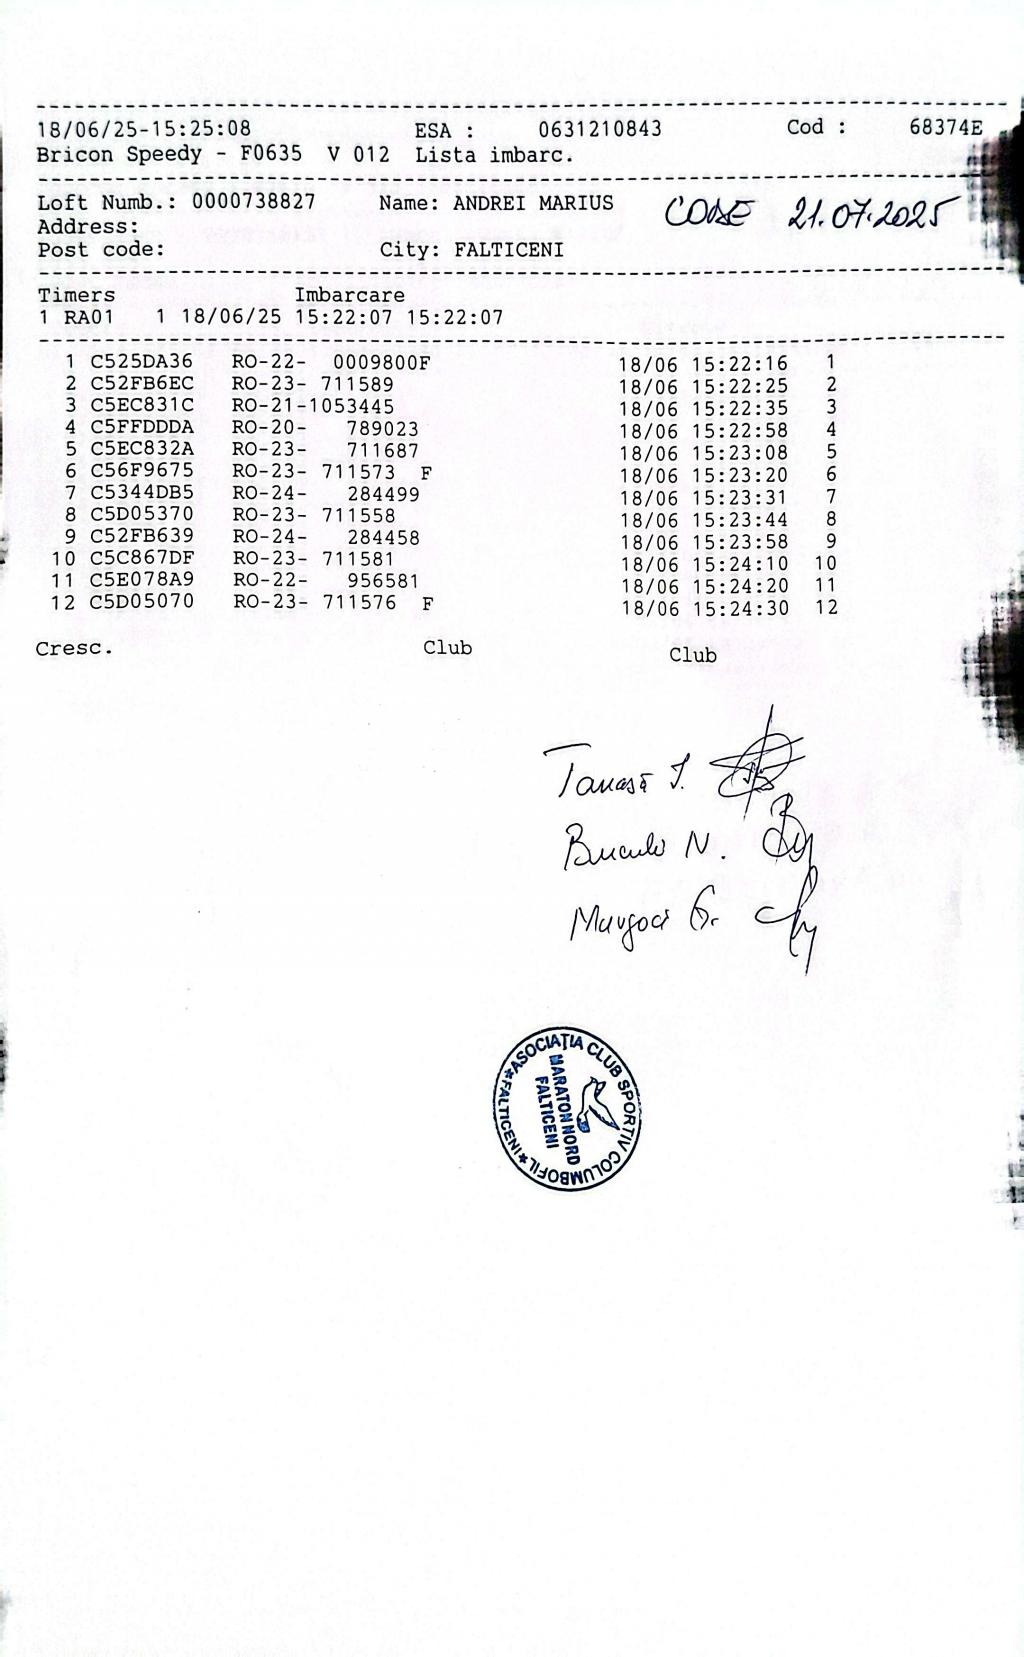 18/06/25-15:25:08 ESA : 0631210843 Cod : 68374E
Bricon Speedy - F0635 V 012 Lista imbarc.
Loft Numb.: 0000738827 Name: ANDREI MARIUS 21.07.2025
Address:
Post code: City: FALTICENI
Timers Imbarcare
1 RA01 1 18/06/25 15:22:07 15:22:07
1 C525DA36 RO-22- 0009800F 18/06 15:22:16 1
2 C52FB6EC RO-23- 711589 18/06 15:22:25 2
3 C5EC831C RO-21-1053445 18/06 15:22:35 3
4 C5FFDDDA RO-20- 789023 18/06 15:22:58 4
5 C5EC832A RO-23- 711687 18/06 15:23:08 5
6 C56F9675 RO-23- 711573 F 18/06 15:23:20 6
7 C5344DB5 RO-24- 284499 18/06 15:23:31 7
8 C5D05370 RO-23- 711558 18/06 15:23:44 8
9 C52FB639 RO-24- 284458 18/06 15:23:58 9
10 C5C867DF RO-23- 711581 18/06 15:24:10 10
11 C5E078A9 RO-22- 956581 18/06 15:24:20 11
12 C5D05070 RO-23- 711576 F 18/06 15:24:30 12
Cresc. Club Club
Tanasă I.
N.
G.
*ASOCIAȚIA CLUB SPORTIV COLUMBOFIL*FALTICENI
MARATON NORD
FALTICENI